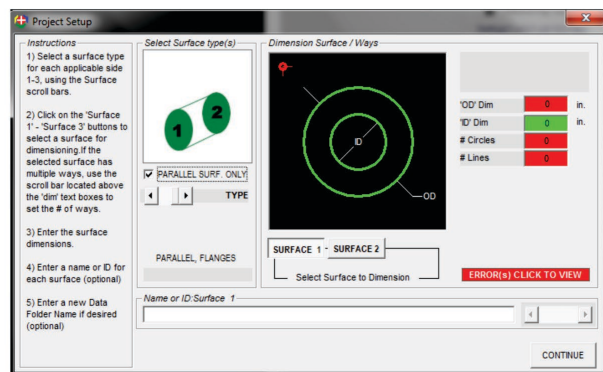 Project Setup
Instructions
1) Select a surface type
for each applicable side
1-3, using the Surface
scroll bars.
2) Click on the 'Surface
1' - 'Surface 3' buttons to
select a surface for
dimensioning.If the
selected surface has
multiple ways, use the
scroll bar located above
the 'dim' text boxes to
set the # of ways.
3) Enter the surface
dimensions.
4) Enter a name or ID for
each surface (optional)
5) Enter a new Data
Folder Name if desired
(optional)
Select Surface type(s)
1
2
PARALLEL SURF. ONLY
TYPE
PARALLEL, FLANGES
Dimension Surface / Ways
ID
OD
'OD' Dim 0 in.
'ID' Dim 0 in.
# Circles 0
# Lines 0
SURFACE 1 - SURFACE 2
Select Surface to Dimension
ERROR(s) CLICK TO VIEW
Name or ID:Surface 1
CONTINUE